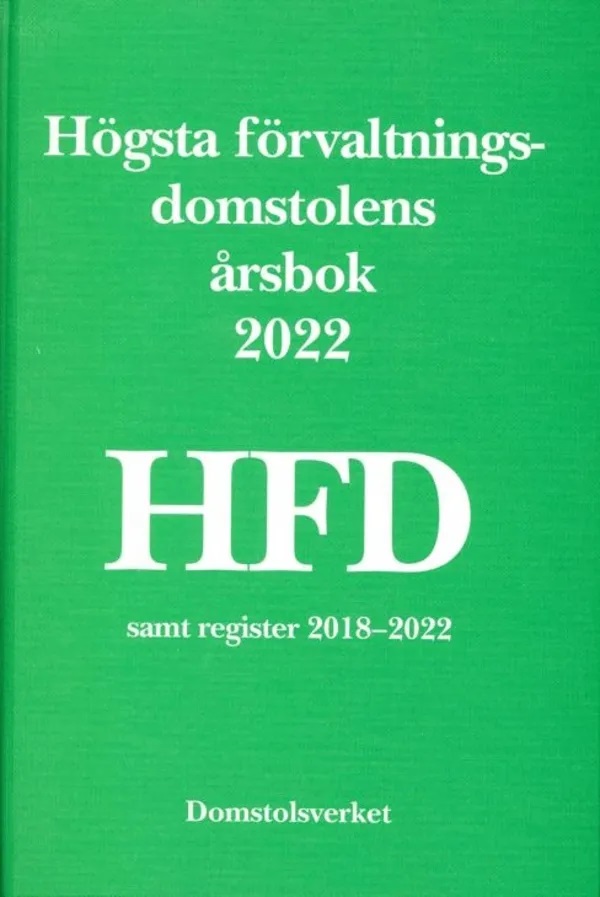 Högsta förvaltnings-
domstolens
årsbok
2022
HFD
samt register 2018–2022
Domstolsverket